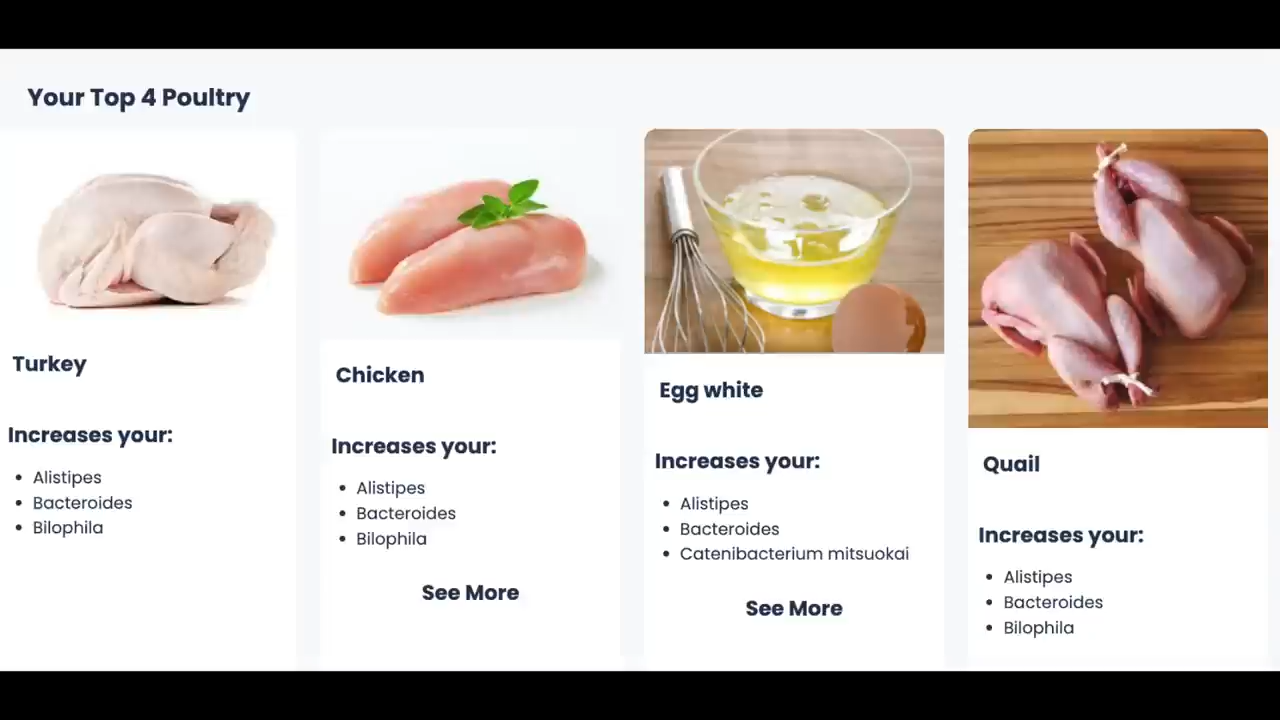 Your Top 4 Poultry
Turkey
Increases your:
Alistipes
Bacteroides
Bilophila
Chicken
Increases your:
Alistipes
Bacteroides
Bilophila
See More
Egg white
Increases your:
Alistipes
Bacteroides
Catenibacterium mitsuokai
See More
Quail
Increases your:
Alistipes
Bacteroides
Bilophila